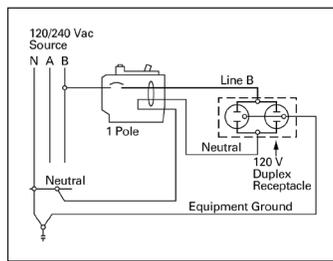 120/240 Vac
Source
N A B
Line B
1 Pole
Neutral
120 V
Duplex
Receptacle
Neutral
Equipment Ground